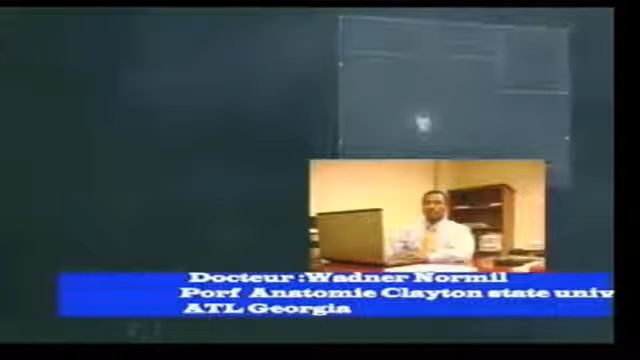 Docteur :Wadner Normil
Porf Anatomie Clayton state univ
ATL Georgia